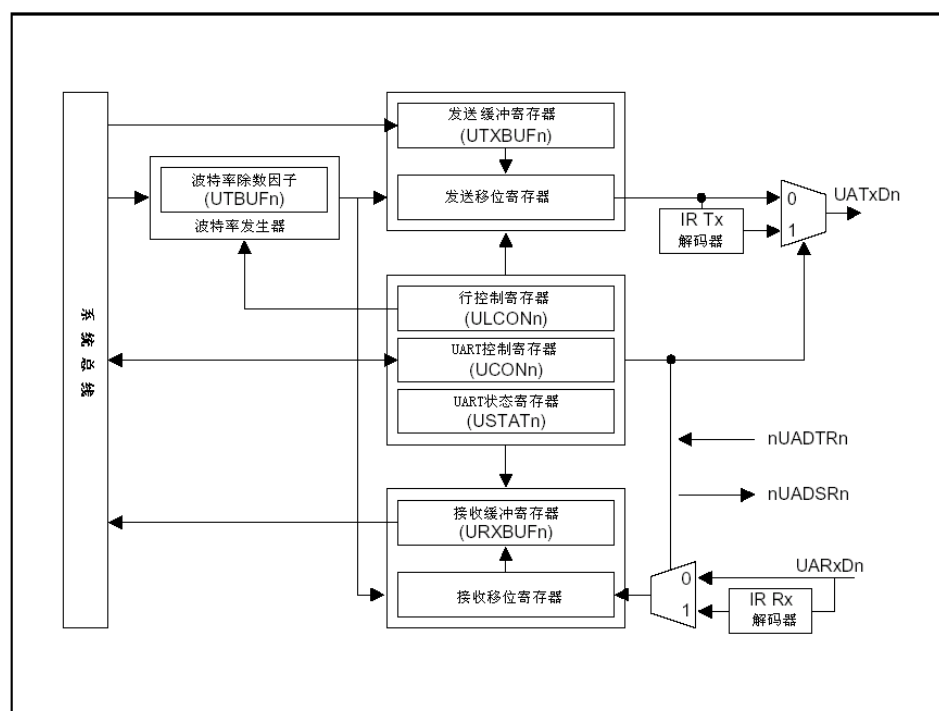 发送缓冲寄存器
(UTXBUFn)
波特率除数因子
(UTBUFn)
波特率发生器
发送移位寄存器
0
1
UATxDn
IR Tx
解码器
系统总线
行控制寄存器
(ULCONn)
UART控制寄存器
(UCONn)
UART状态寄存器
(USTATn)
nUADTRn
nUADSRn
接收缓冲寄存器
(URXBUFn)
接收移位寄存器
0
1
UARxDn
IR Rx
解码器